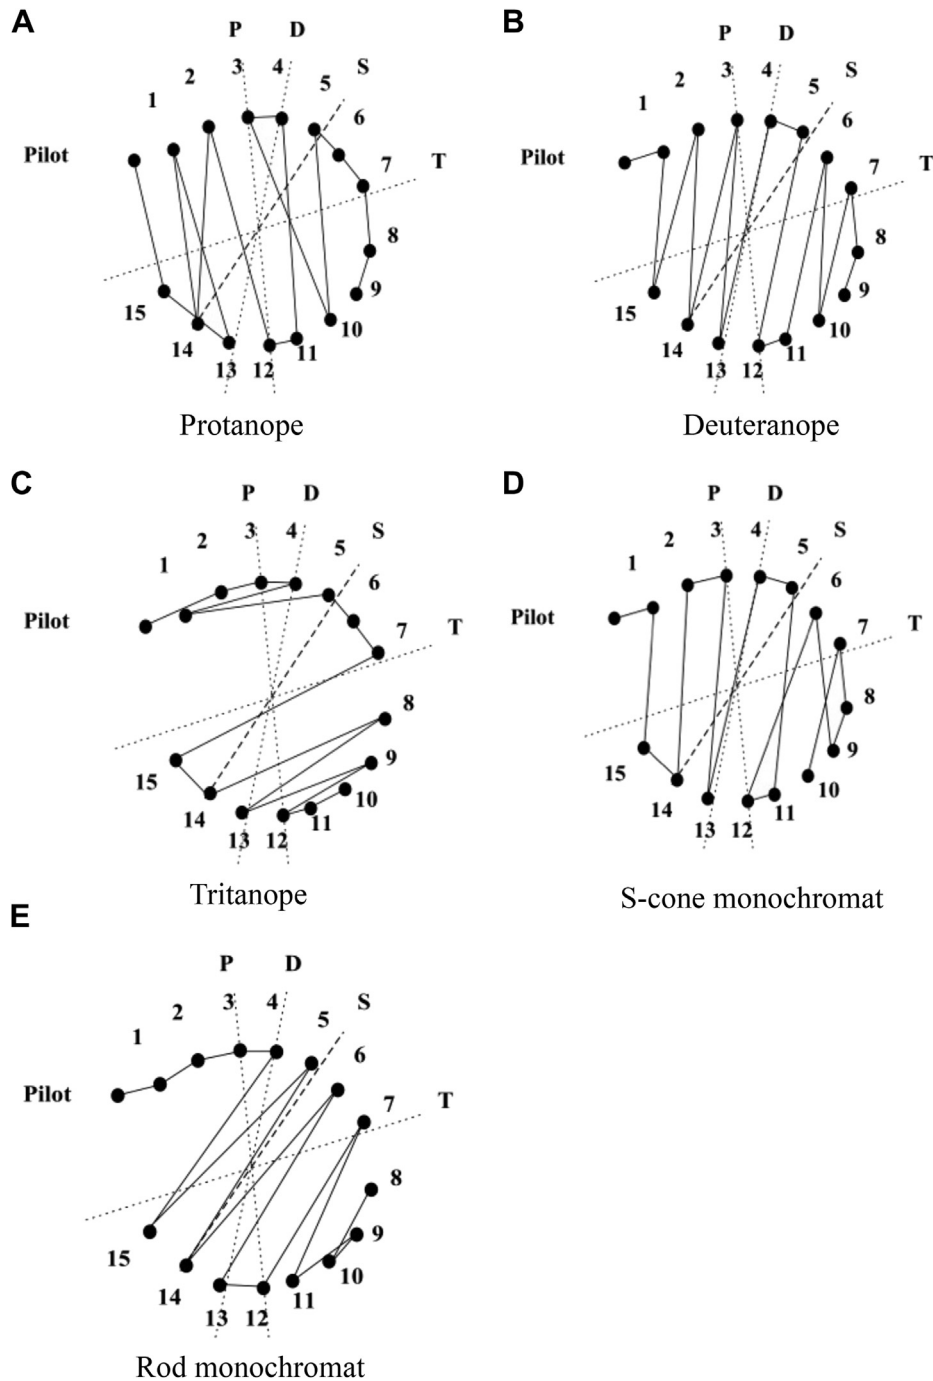 A
P D
3 4 S
2 5
1 6
Pilot 7 T
8
9
15 10
14 11
13 12
Protanope
B
P D
3 4 S
2 5
1 6
Pilot 7 T
8
9
15 10
14 11
13 12
Deuteranope
C
P D
3 4 S
2 5
1 6
Pilot 7 T
8
9
15 10
14 11
13 12
Tritanope
D
P D
3 4 S
2 5
1 6
Pilot 7 T
8
9
15 10
14 11
13 12
S-cone monochromat
E
P D
3 4 S
2 5
1 6
Pilot 7 T
8
9
15 10
14 11
13 12
Rod monochromat